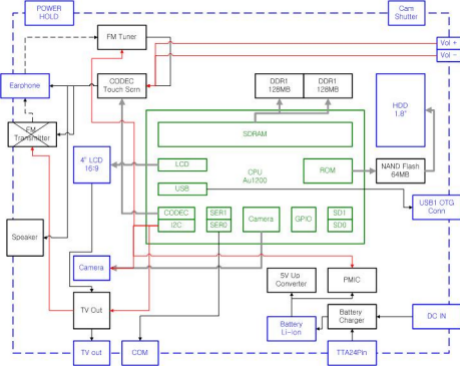 POWER
HOLD
Cam
Shutter
FM Tuner
Vol +
Vol -
Earphone
CODEC
Touch Scrn
DDR1
128MB
DDR1
128MB
HDD
1.8"
FM
Transmitter
SDRAM
4" LCD
16:9
LCD
CPU
Au1200
ROM
NAND Flash
64MB
USB
USB1 OTG
Conn
CODEC
I2C
SER1
SER0
Camera
GPIO
SD1
SD0
Speaker
Camera
5V Up
Converter
PMIC
TV Out
Battery
Li-ion
Battery
Charger
DC IN
TV out
COM
TTA24Pin